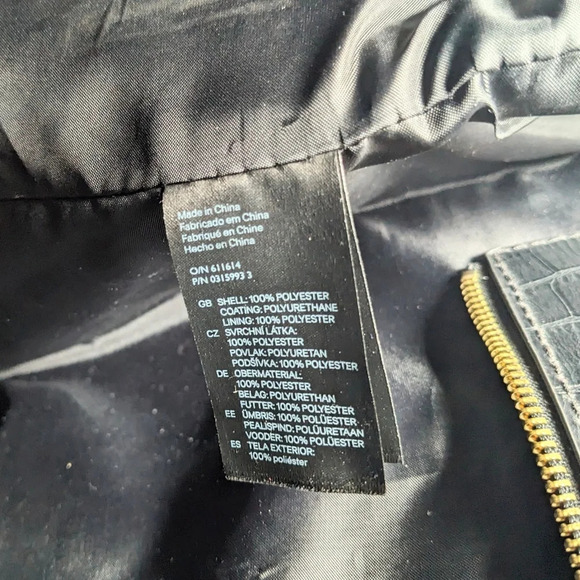 Made in China
Fabricado em China
Fabriqué en Chine
Hecho en China
O/N 611614
P/N 0315993 3
GB SHELL: 100% POLYESTER
COATING: POLYURETHANE
LINING: 100% POLYESTER
CZ SVRCHNÍ LÁTKA:
100% POLYESTER
POVLAK: POLYURETAN
PODŠÍVKA: 100% POLYESTER
DE OBERMATERIAL:
100% POLYESTER
BELAG: POLYURETHAN
FUTTER: 100% POLYESTER
EE ÜMBRIS: 100% POLÜESTER
PEALISPIND: POLÜURETAAN
VOODER: 100% POLÜESTER
ES TELA EXTERIOR:
100% poliéster